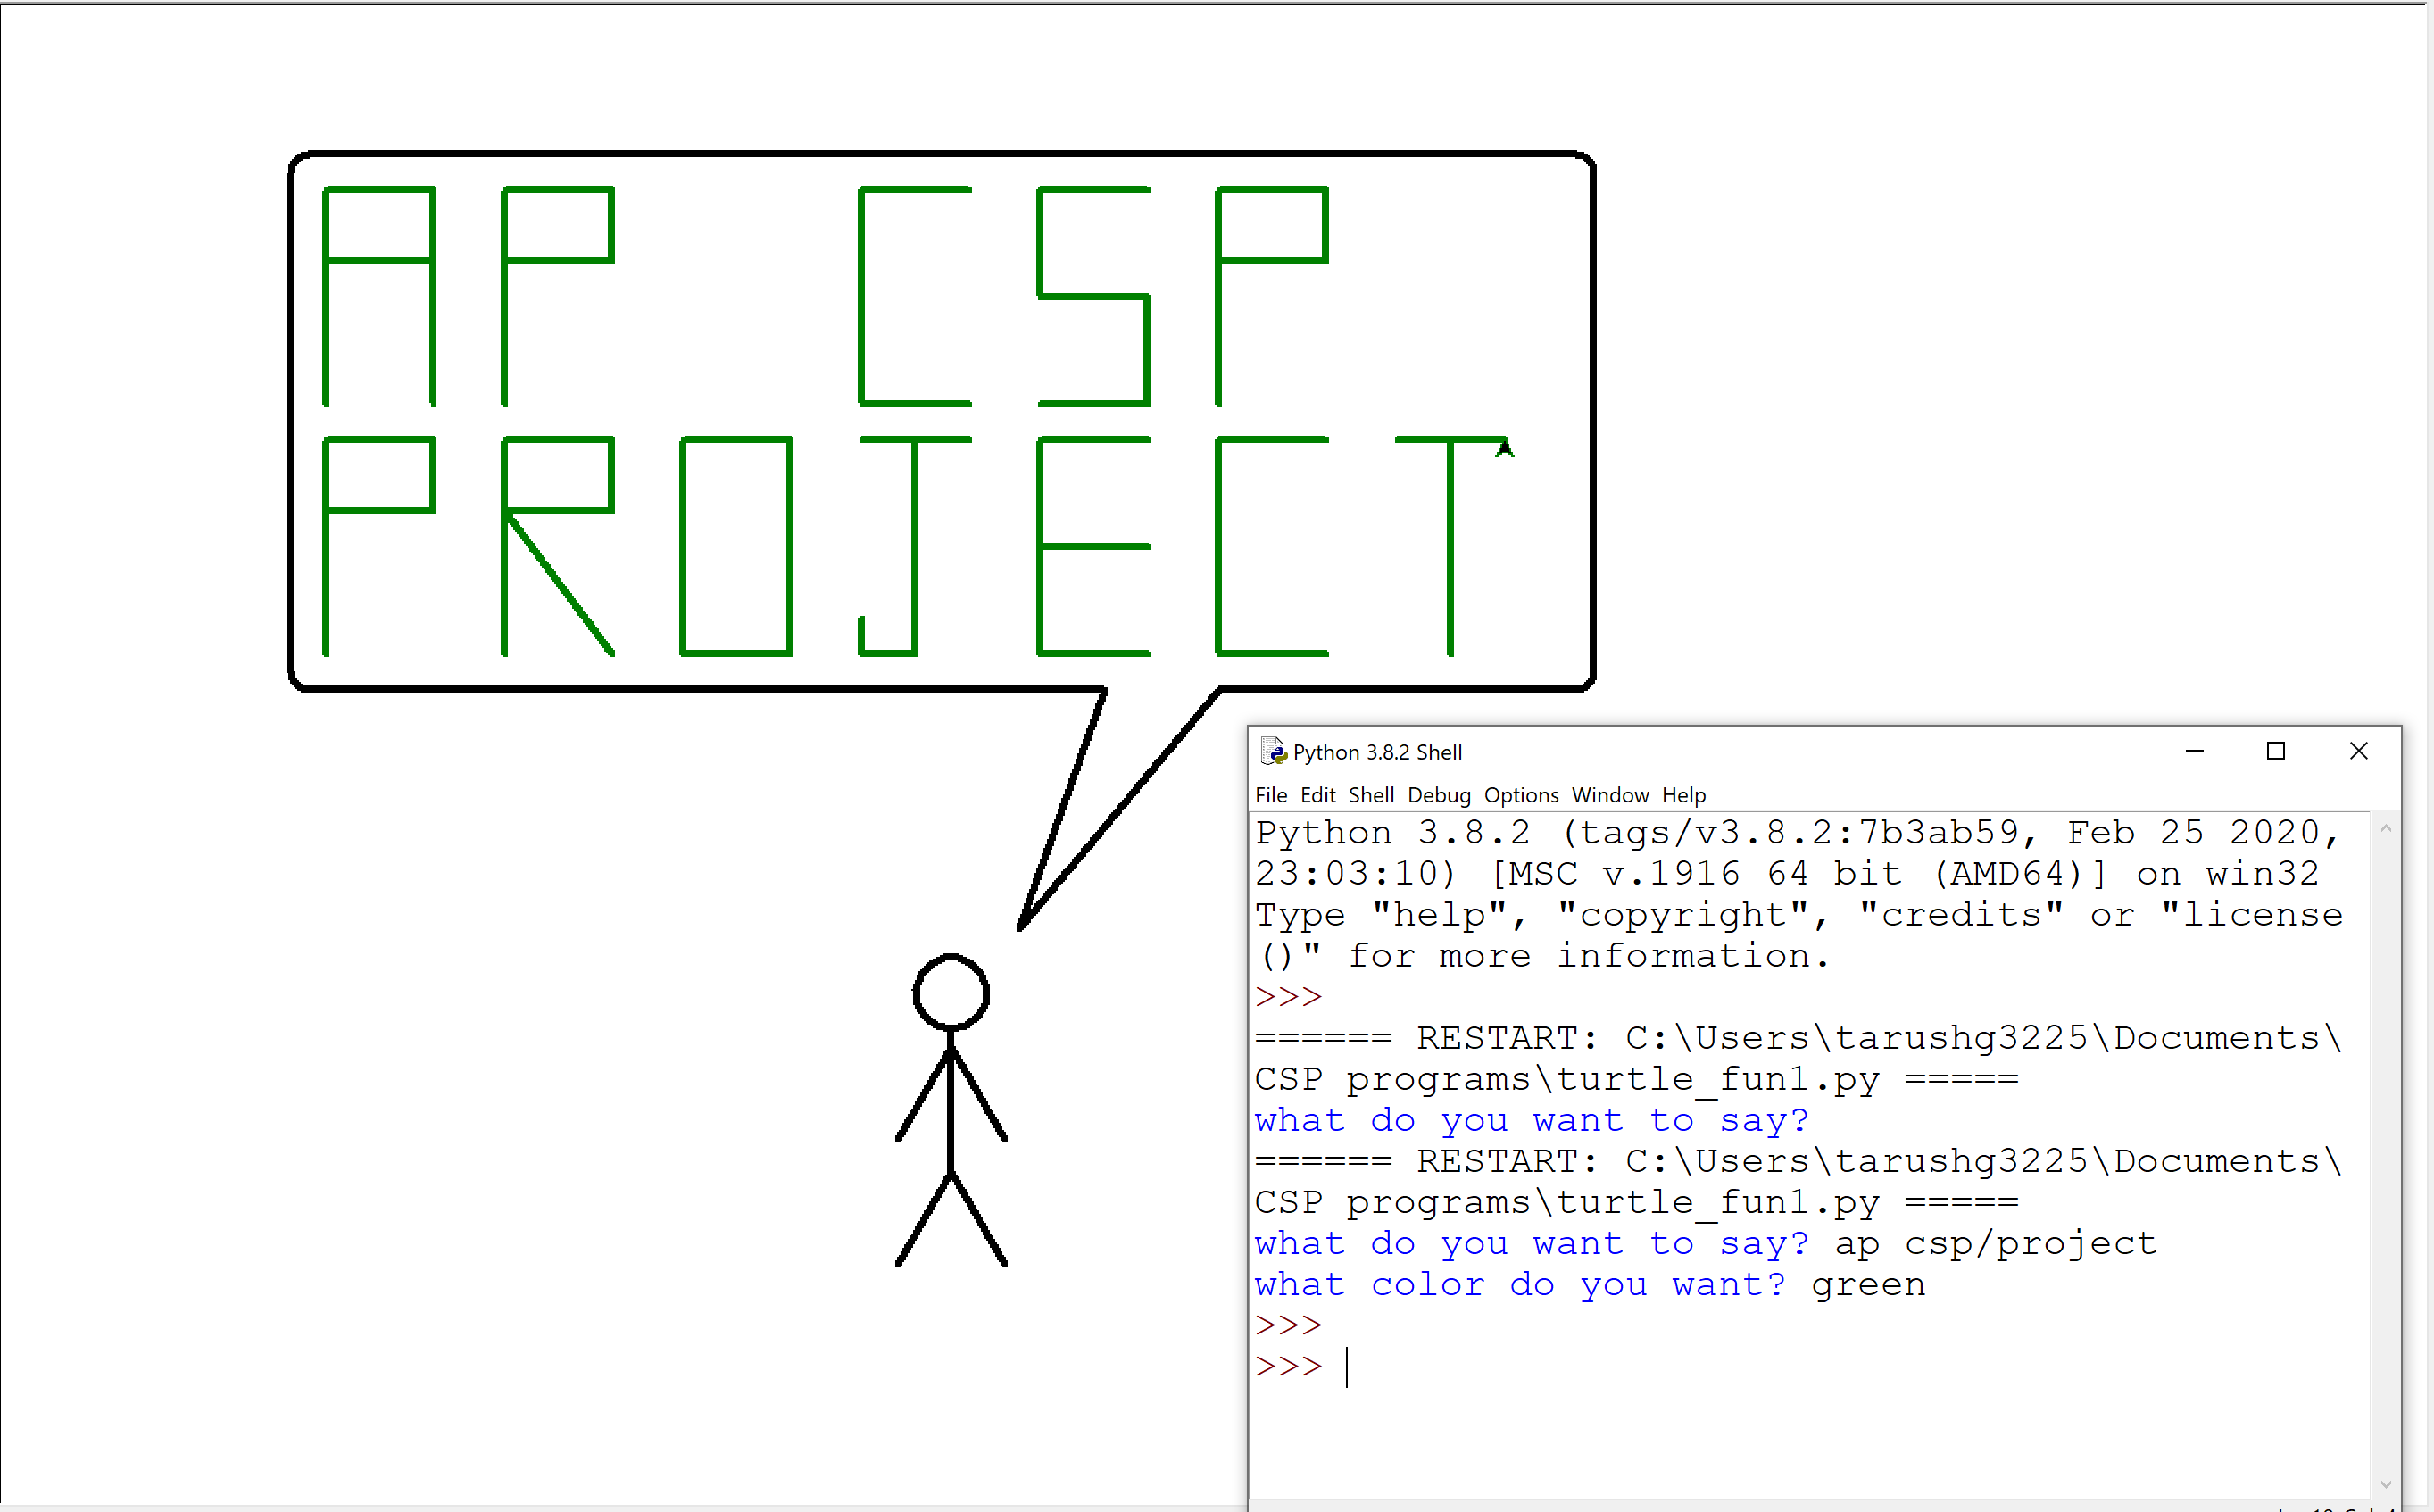 AP CSP
PROJECT
Python 3.8.2 Shell
File Edit Shell Debug Options Window Help
Python 3.8.2 (tags/v3.8.2:7b3ab59, Feb 25 2020,
23:03:10) [MSC v.1916 64 bit (AMD64)] on win32
Type "help", "copyright", "credits" or "license
()" for more information.
>>>
====== RESTART: C:\Users\tarushg3225\Documents\
CSP programs\turtle_fun1.py =====
what do you want to say?
====== RESTART: C:\Users\tarushg3225\Documents\
CSP programs\turtle_fun1.py =====
what do you want to say? ap csp/project
what color do you want? green
>>>
>>>